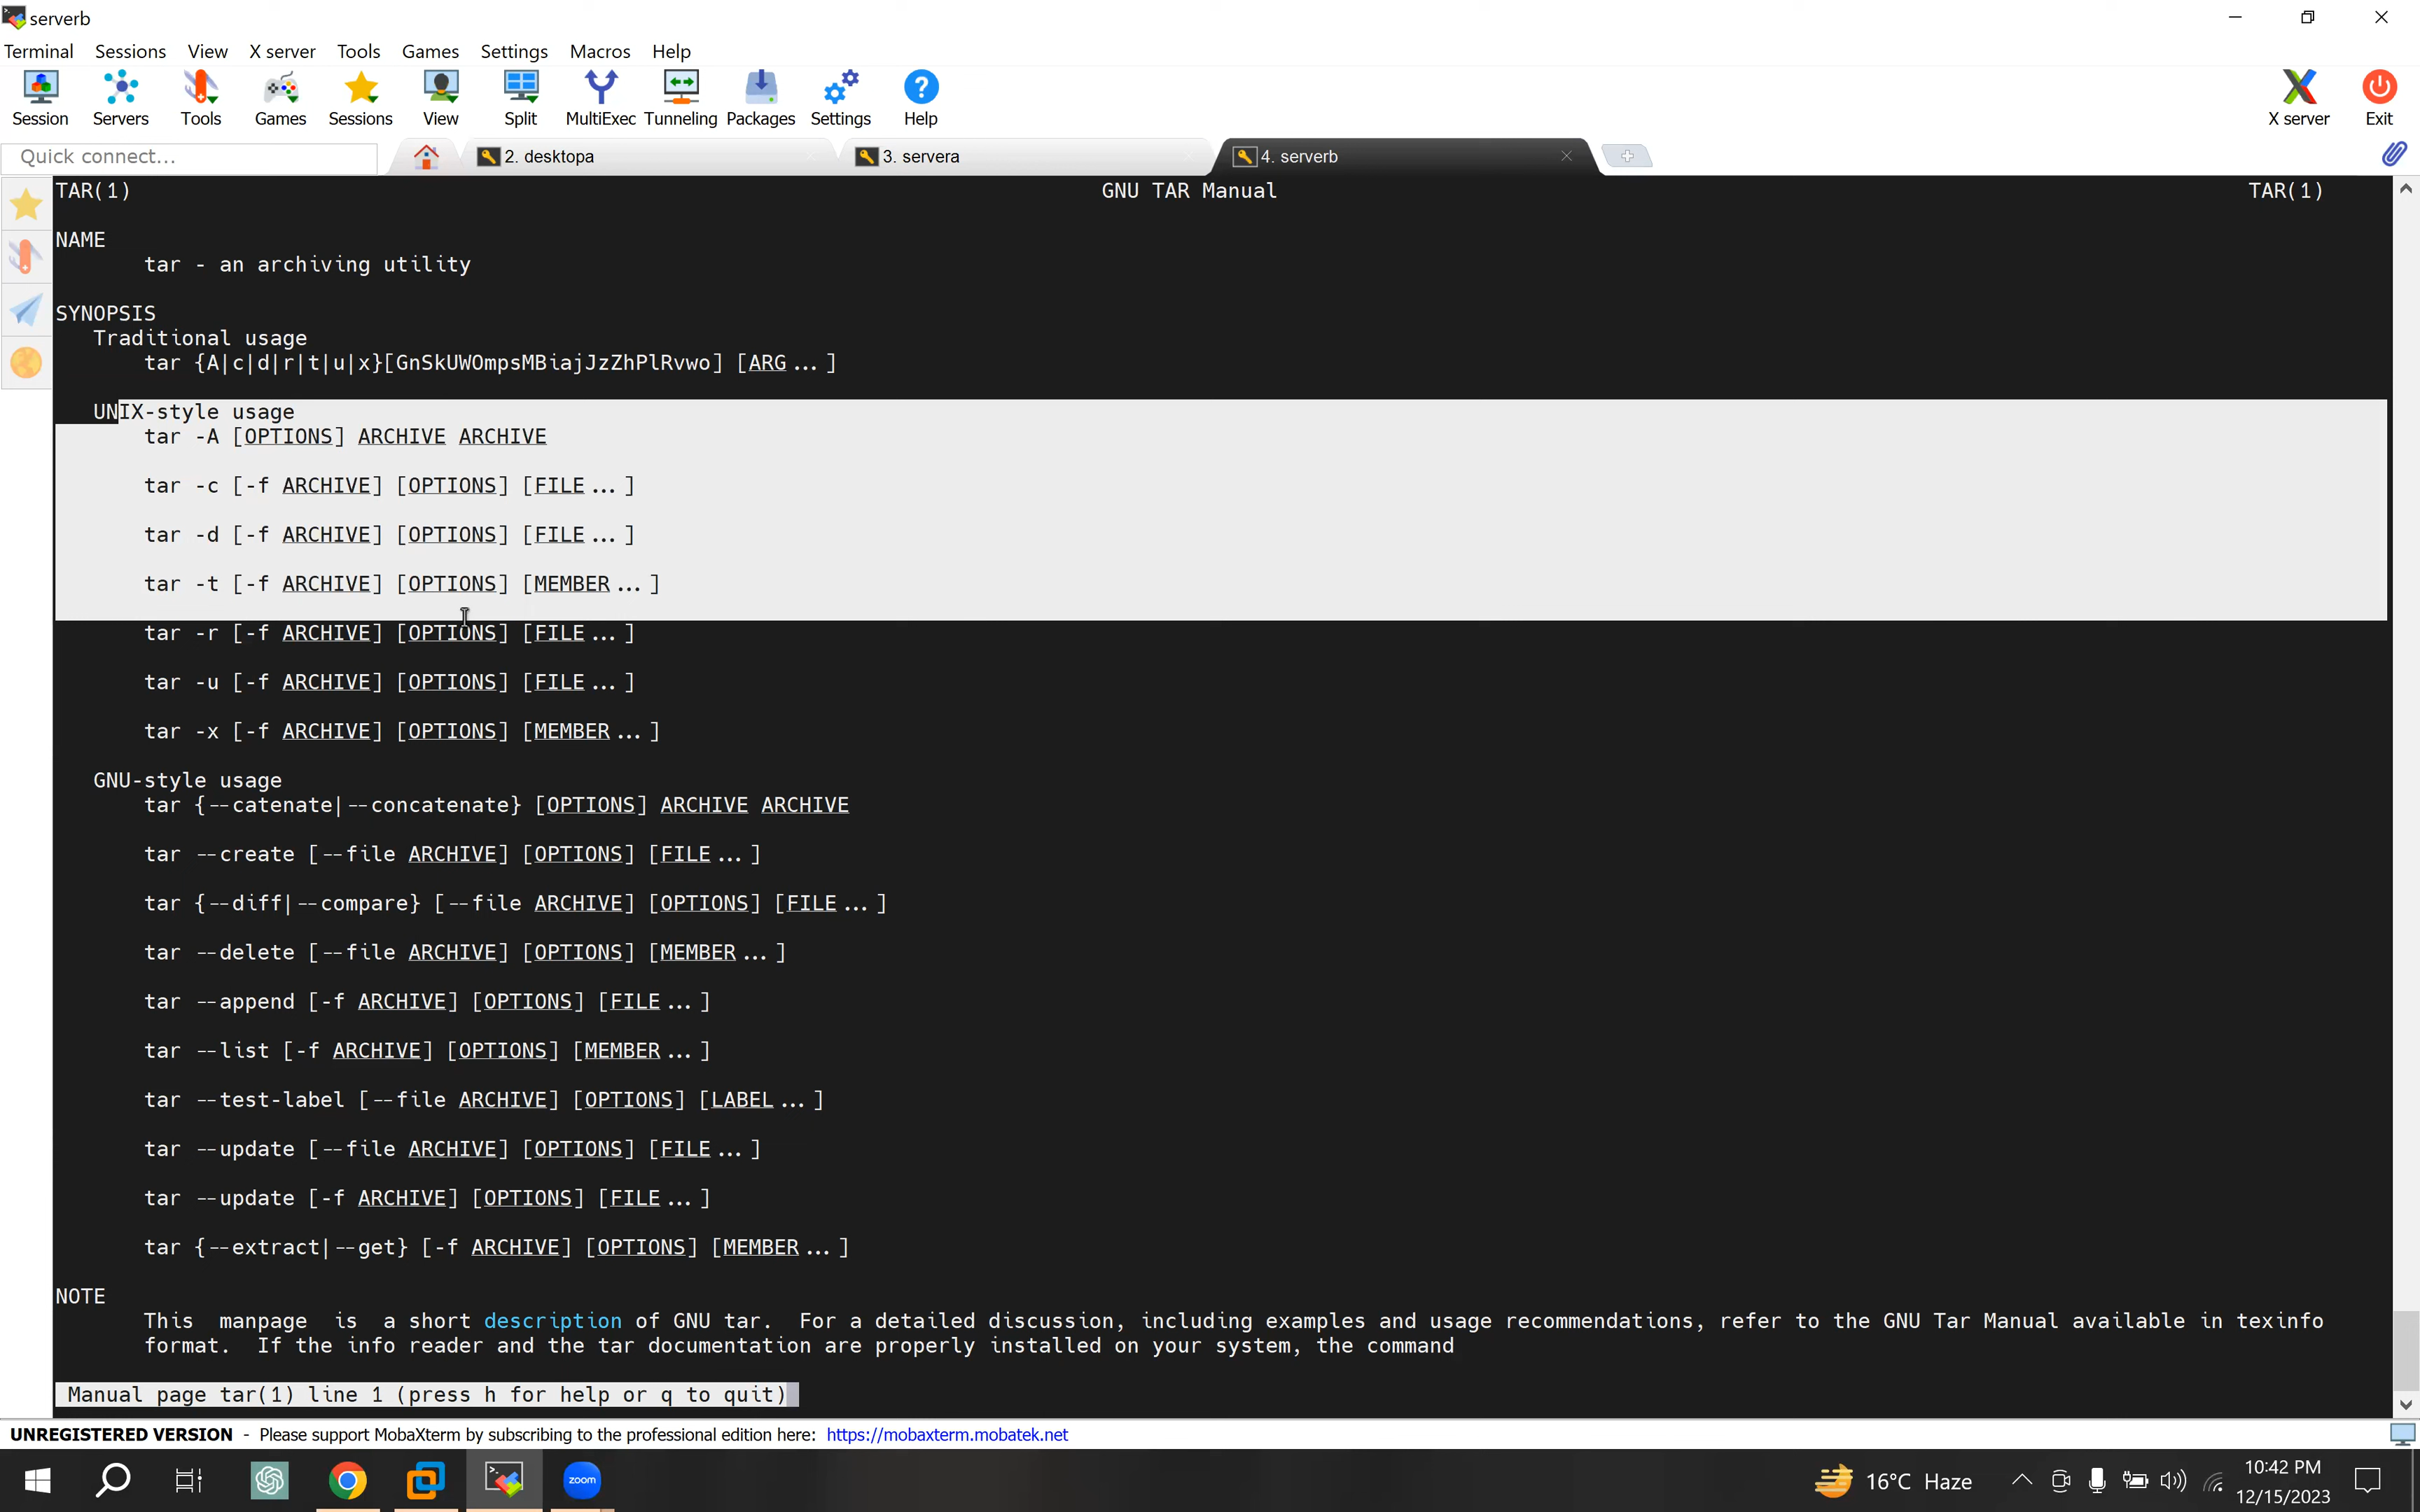 serverb
Terminal Sessions View X server Tools Games Settings Macros Help
Session Servers Tools Games Sessions View Split MultiExec Tunneling Packages Settings Help X server Exit
Quick connect... 2. desktopa 3. servera 4. serverb
TAR(1) GNU TAR Manual TAR(1)
NAME
tar - an archiving utility
SYNOPSIS
Traditional usage
tar {A|c|d|r|t|u|x}[GnSkUWOmpsMBiajJzZhPlRvwo] [ARG...]
UNIX-style usage
tar -A [OPTIONS] ARCHIVE ARCHIVE
tar -c [-f ARCHIVE] [OPTIONS] [FILE...]
tar -d [-f ARCHIVE] [OPTIONS] [FILE...]
tar -t [-f ARCHIVE] [OPTIONS] [MEMBER...]
tar -r [-f ARCHIVE] [OPTIONS] [FILE...]
tar -u [-f ARCHIVE] [OPTIONS] [FILE...]
tar -x [-f ARCHIVE] [OPTIONS] [MEMBER...]
GNU-style usage
tar {--catenate|--concatenate} [OPTIONS] ARCHIVE ARCHIVE
tar --create [--file ARCHIVE] [OPTIONS] [FILE...]
tar {--diff|--compare} [--file ARCHIVE] [OPTIONS] [FILE...]
tar --delete [--file ARCHIVE] [OPTIONS] [MEMBER...]
tar --append [-f ARCHIVE] [OPTIONS] [FILE...]
tar --list [-f ARCHIVE] [OPTIONS] [MEMBER...]
tar --test-label [--file ARCHIVE] [OPTIONS] [LABEL...]
tar --update [--file ARCHIVE] [OPTIONS] [FILE...]
tar --update [-f ARCHIVE] [OPTIONS] [FILE...]
tar {--extract|--get} [-f ARCHIVE] [OPTIONS] [MEMBER...]
NOTE
This manpage is a short description of GNU tar. For a detailed discussion, including examples and usage recommendations, refer to the GNU Tar Manual available in texinfo
format. If the info reader and the tar documentation are properly installed on your system, the command
Manual page tar(1) line 1 (press h for help or q to quit)
UNREGISTERED VERSION - Please support MobaXterm by subscribing to the professional edition here: https://mobaxterm.mobatek.net
zoom 16°C Haze 10:42 PM
12/15/2023